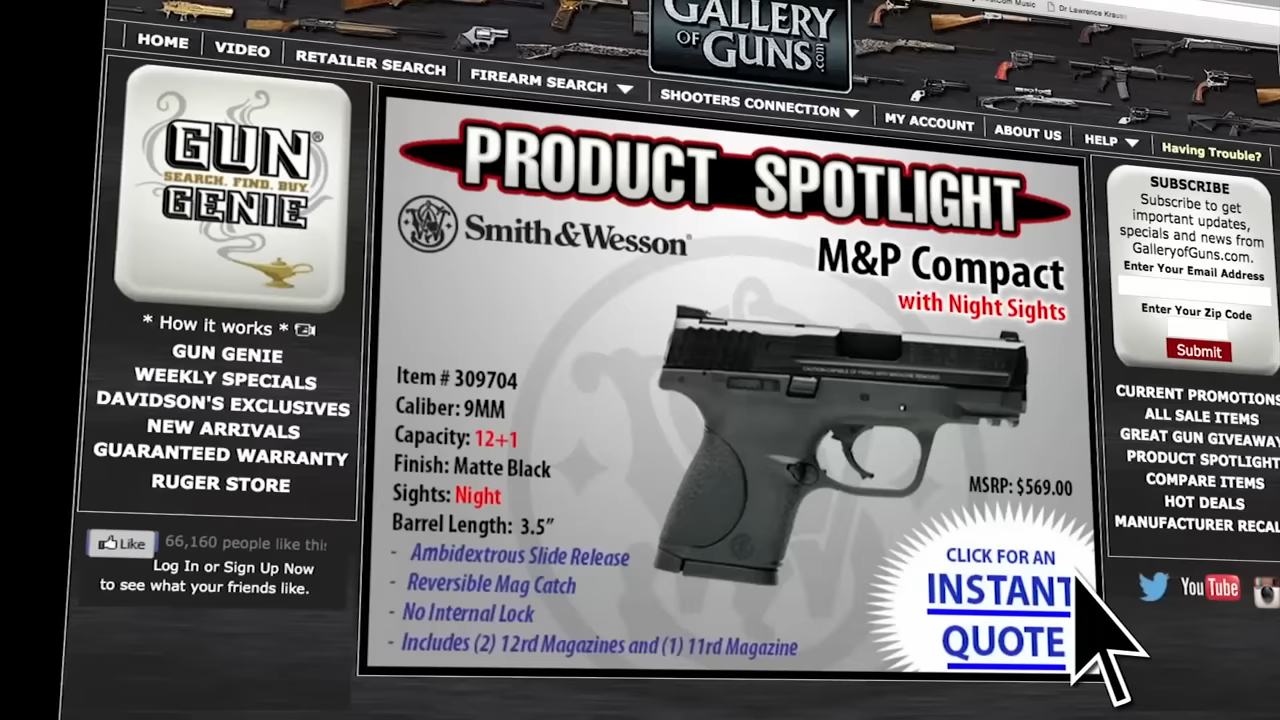 Dr Lawrence Krauss
GALLERY
OF GUNS.com
HOME
VIDEO
RETAILER SEARCH
FIREARM SEARCH
SHOOTERS CONNECTION
MY ACCOUNT
ABOUT US
HELP
Having Trouble?
GUN®
SEARCH. FIND. BUY.
GENIE
* How it works *
GUN GENIE
WEEKLY SPECIALS
DAVIDSON'S EXCLUSIVES
NEW ARRIVALS
GUARANTEED WARRANTY
RUGER STORE
Like
66,160 people like this
Log In or Sign Up Now
to see what your friends like.
PRODUCT SPOTLIGHT
Smith&Wesson®
M&P Compact
with Night Sights
Item # 309704
Caliber: 9MM
Capacity: 12+1
Finish: Matte Black
Sights: Night
Barrel Length: 3.5”
- Ambidextrous Slide Release
- Reversible Mag Catch
- No Internal Lock
- Includes (2) 12rd Magazines and (1) 11rd Magazine
MSRP: $569.00
CLICK FOR AN
INSTANT
QUOTE
SUBSCRIBE
Subscribe to get
important updates,
specials and news from
GalleryofGuns.com.
Enter Your Email Address
Enter Your Zip Code
Submit
CURRENT PROMOTIONS
ALL SALE ITEMS
GREAT GUN GIVEAWAY
PRODUCT SPOTLIGHT
COMPARE ITEMS
HOT DEALS
MANUFACTURER RECAL
YouTube